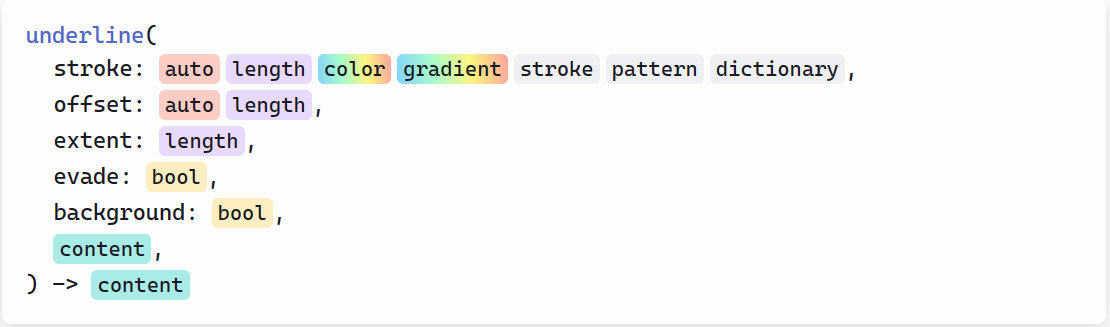 underline(
stroke: auto length color gradient stroke pattern dictionary,
offset: auto length,
extent: length,
evade: bool,
background: bool,
content,
) -> content